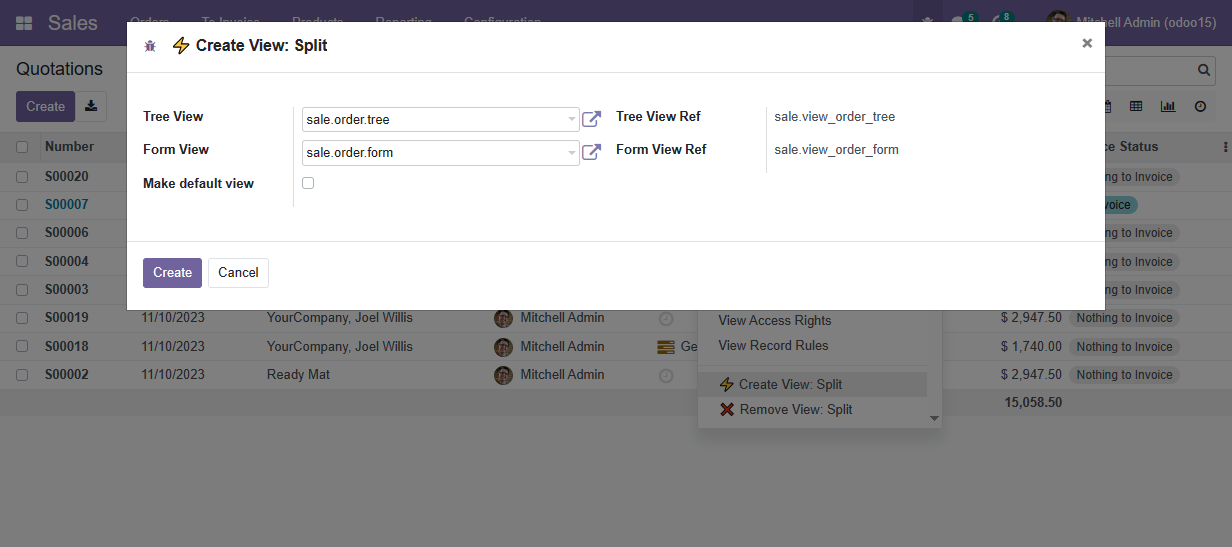 Sales Orders To Invoice Products Reporting Configuration 5 8 Mitchell Admin (odoo15)
⚡ Create View: Split ×
Quotations
Create
Tree View sale.order.tree Tree View Ref sale.view_order_tree
Form View sale.order.form Form View Ref sale.view_order_form
Make default view
Create Cancel
Number Status
S00020 Nothing to Invoice
S00007 voice
S00006 Nothing to Invoice
S00004 Nothing to Invoice
S00003 Nothing to Invoice
S00019 11/10/2023 YourCompany, Joel Willis Mitchell Admin $ 2,947.50 Nothing to Invoice
S00018 11/10/2023 YourCompany, Joel Willis Mitchell Admin Ge $ 1,740.00 Nothing to Invoice
S00002 11/10/2023 Ready Mat Mitchell Admin $ 2,947.50 Nothing to Invoice
15,058.50
View Access Rights
View Record Rules
⚡ Create View: Split
❌ Remove View: Split